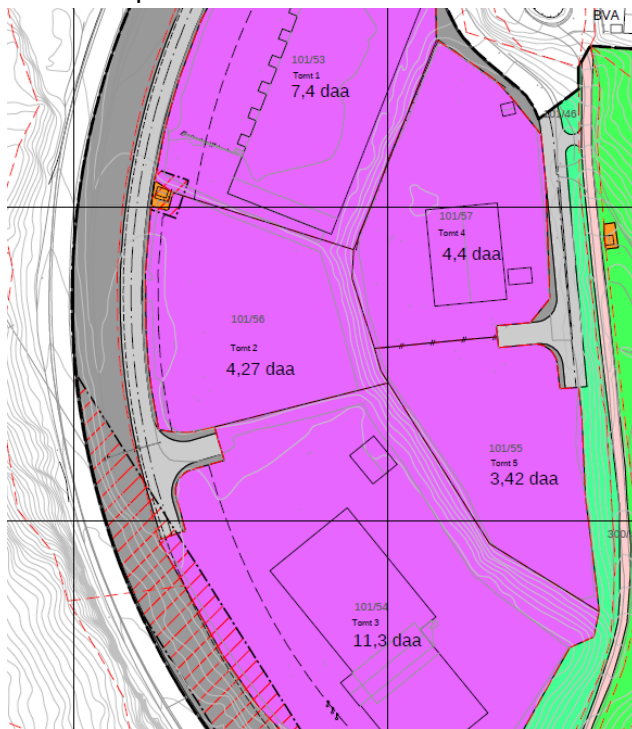 BVA
101/53
Tomt 1
7,4 daa
101/46
101/57
Tomt 4
4,4 daa
101/56
Tomt 2
4,27 daa
101/55
Tomt 5
3,42 daa
300/
101/54
Tomt 3
11,3 daa